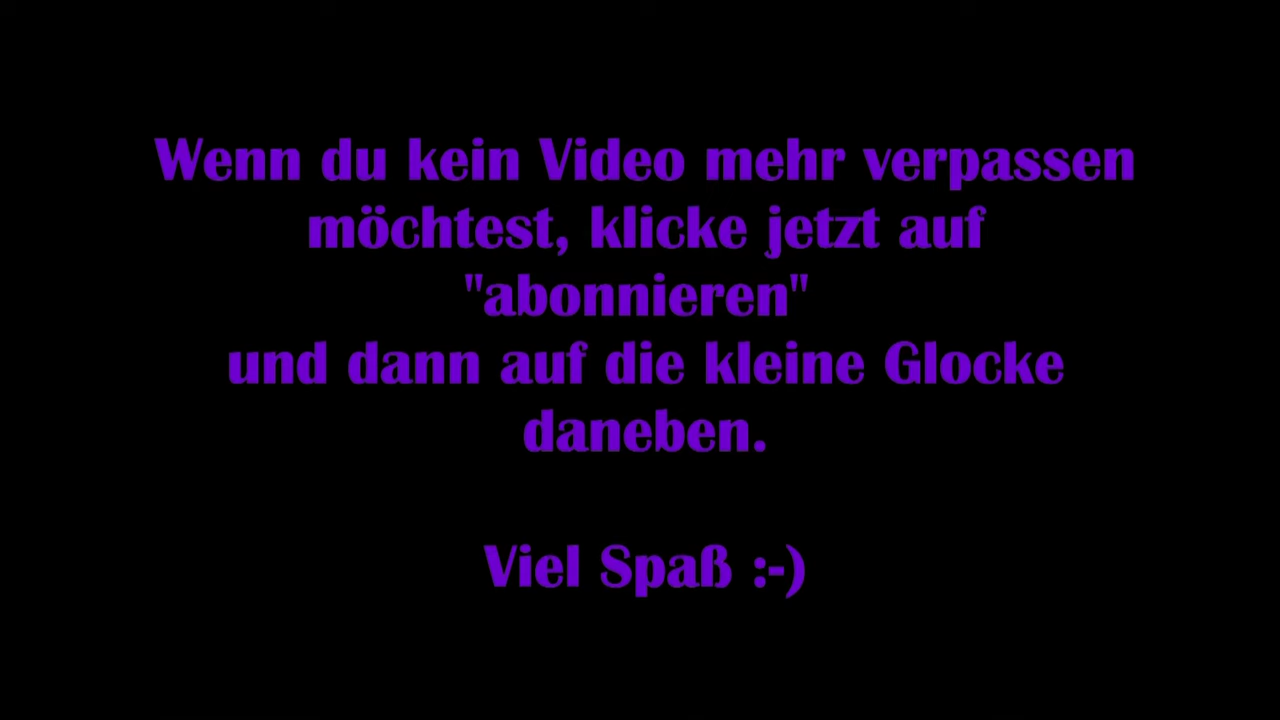 Wenn du kein Video mehr verpassen
möchtest, klicke jetzt auf
"abonnieren"
und dann auf die kleine Glocke
daneben.
Viel Spaß :-)